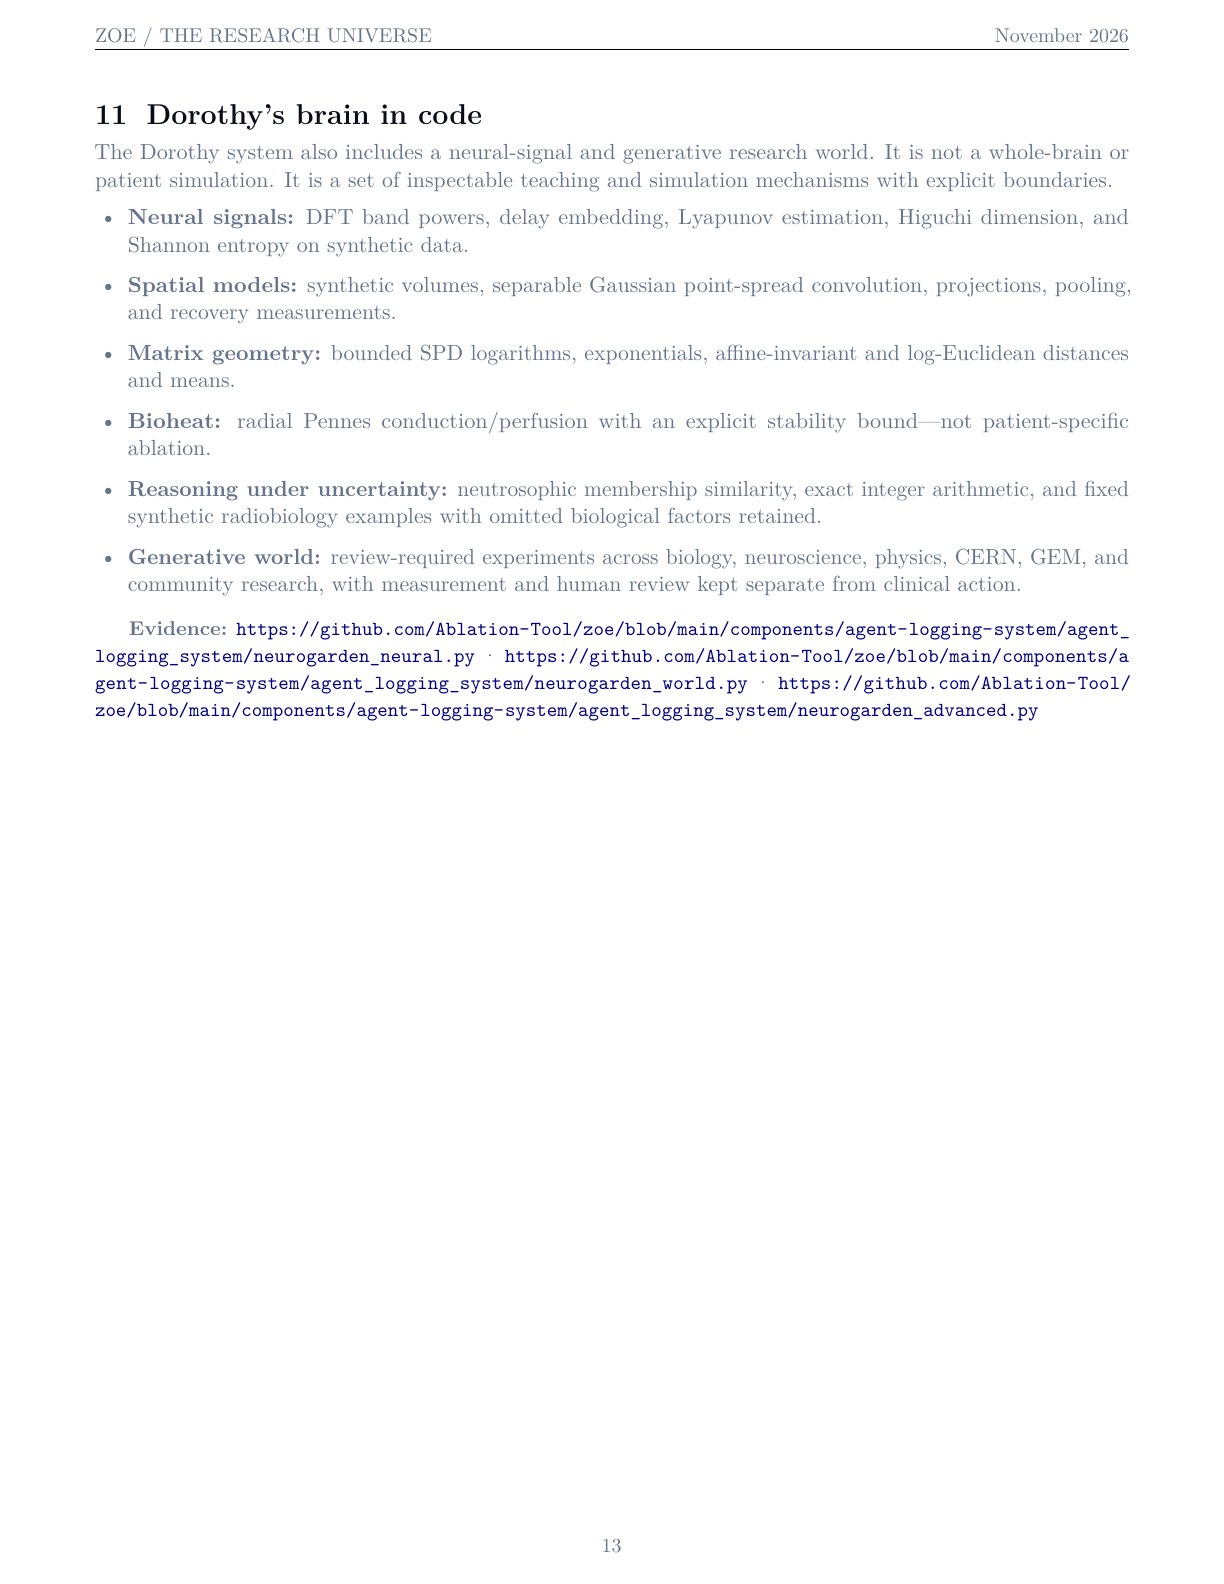 ZOE / THE RESEARCH UNIVERSE November 2026
11 Dorothy's brain in code
The Dorothy system also includes a neural-signal and generative research world. It is not a whole-brain or
patient simulation. It is a set of inspectable teaching and simulation mechanisms with explicit boundaries.
• Neural signals: DFT band powers, delay embedding, Lyapunov estimation, Higuchi dimension, and
Shannon entropy on synthetic data.
• Spatial models: synthetic volumes, separable Gaussian point-spread convolution, projections, pooling,
and recovery measurements.
• Matrix geometry: bounded SPD logarithms, exponentials, affine-invariant and log-Euclidean distances
and means.
• Bioheat: radial Pennes conduction/perfusion with an explicit stability bound—not patient-specific
ablation.
• Reasoning under uncertainty: neutrosophic membership similarity, exact integer arithmetic, and fixed
synthetic radiobiology examples with omitted biological factors retained.
• Generative world: review-required experiments across biology, neuroscience, physics, CERN, GEM, and
community research, with measurement and human review kept separate from clinical action.
Evidence: https://github.com/Ablation-Tool/zoe/blob/main/components/agent-logging-system/agent_
logging_system/neurogarden_neural.py · https://github.com/Ablation-Tool/zoe/blob/main/components/a
gent-logging-system/agent_logging_system/neurogarden_world.py · https://github.com/Ablation-Tool/
zoe/blob/main/components/agent-logging-system/agent_logging_system/neurogarden_advanced.py
13